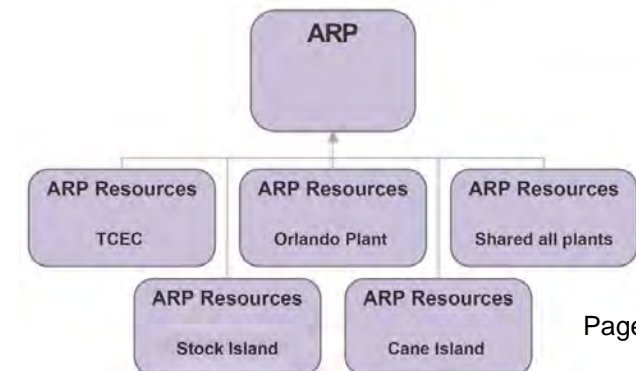 ARP
ARP Resources
TCEC
ARP Resources
Orlando Plant
ARP Resources
Shared all plants
ARP Resources
Stock Island
ARP Resources
Cane Island
Page